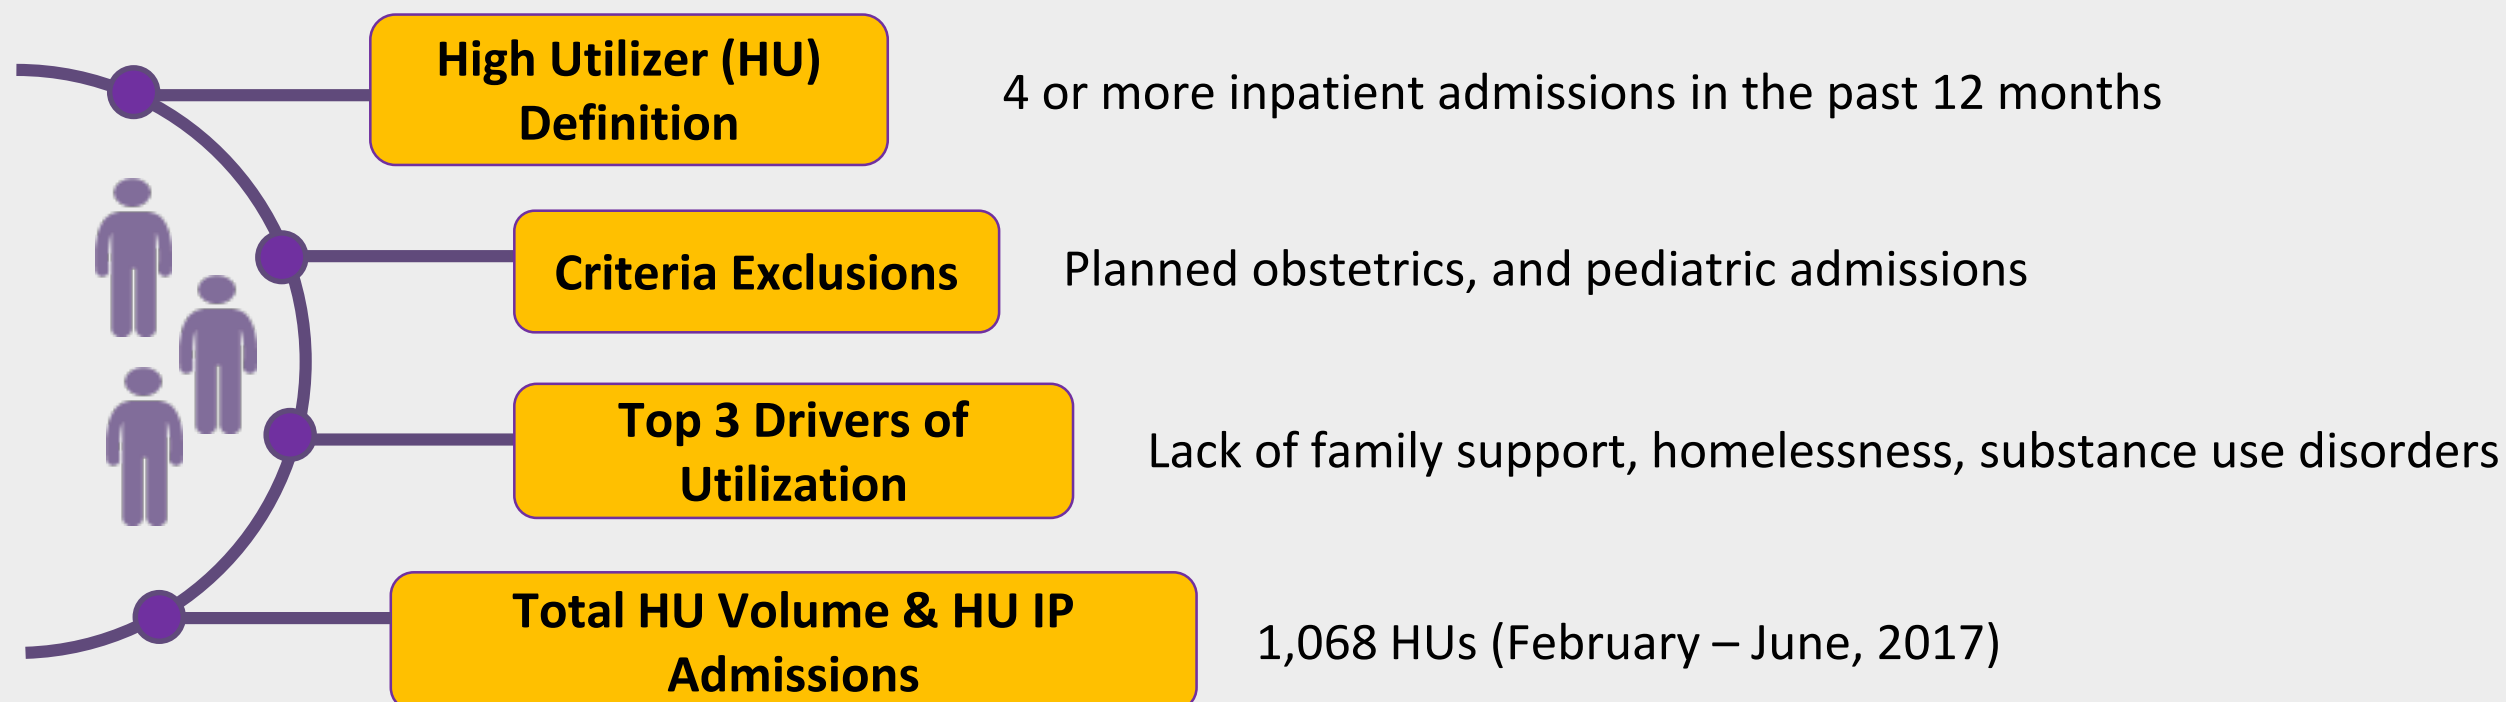 High Utilizer (HU)
Definition
4 or more inpatient admissions in the past 12 months
Criteria Exclusions
Planned obstetrics, and pediatric admissions
Top 3 Drivers of
Utilization
Lack of family support, homelessness, substance use disorders
Total HU Volume & HU IP
Admissions
1,068 HUs (February – June, 2017)